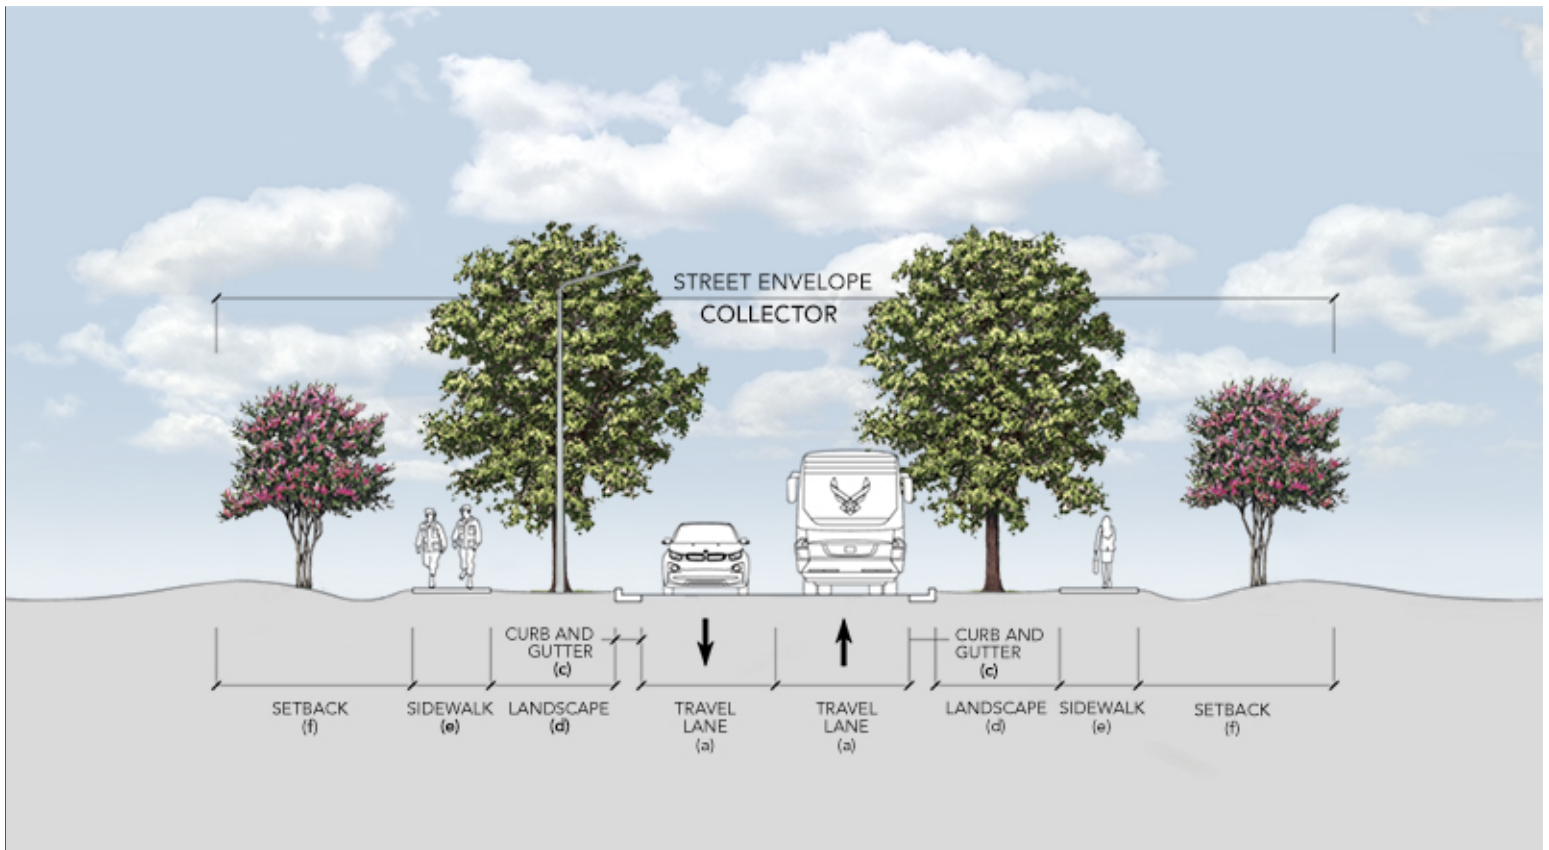 STREET ENVELOPE
COLLECTOR
CURB AND
GUTTER
(c)
CURB AND
GUTTER
(c)
SETBACK
(f)
SIDEWALK
(e)
LANDSCAPE
(d)
TRAVEL
LANE
(a)
TRAVEL
LANE
(a)
LANDSCAPE
(d)
SIDEWALK
(e)
SETBACK
(f)